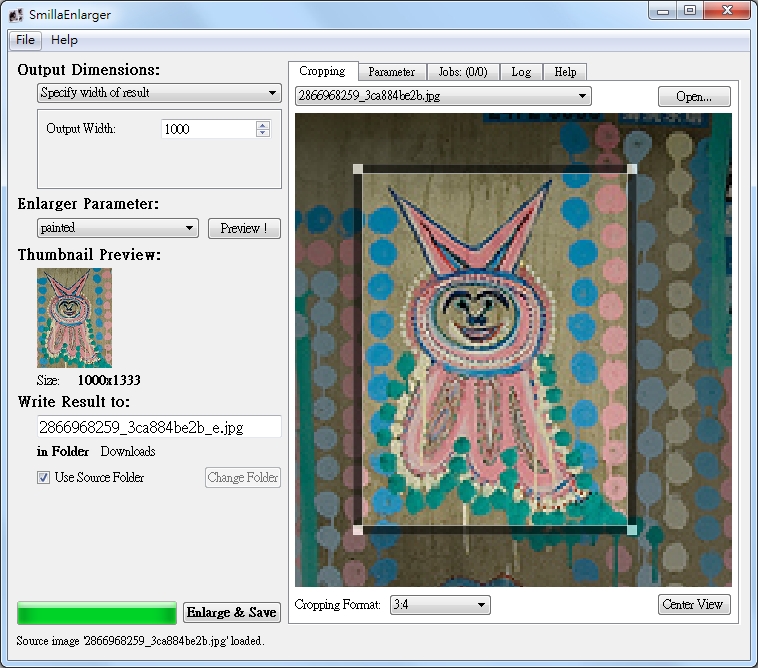 SmillaEnlarger
File Help
Output Dimensions:
Specify width of result
Output Width: 1000
Enlarger Parameter:
painted Preview !
Thumbnail Preview:
Size: 1000x1333
Write Result to:
2866968259_3ca884be2b_e.jpg
in Folder Downloads
Use Source Folder Change Folder
Enlarge & Save
Source image '2866968259_3ca884be2b.jpg' loaded.
Cropping Parameter Jobs: (0/0) Log Help
2866968259_3ca884be2b.jpg Open...
Cropping Format: 3:4 Center View